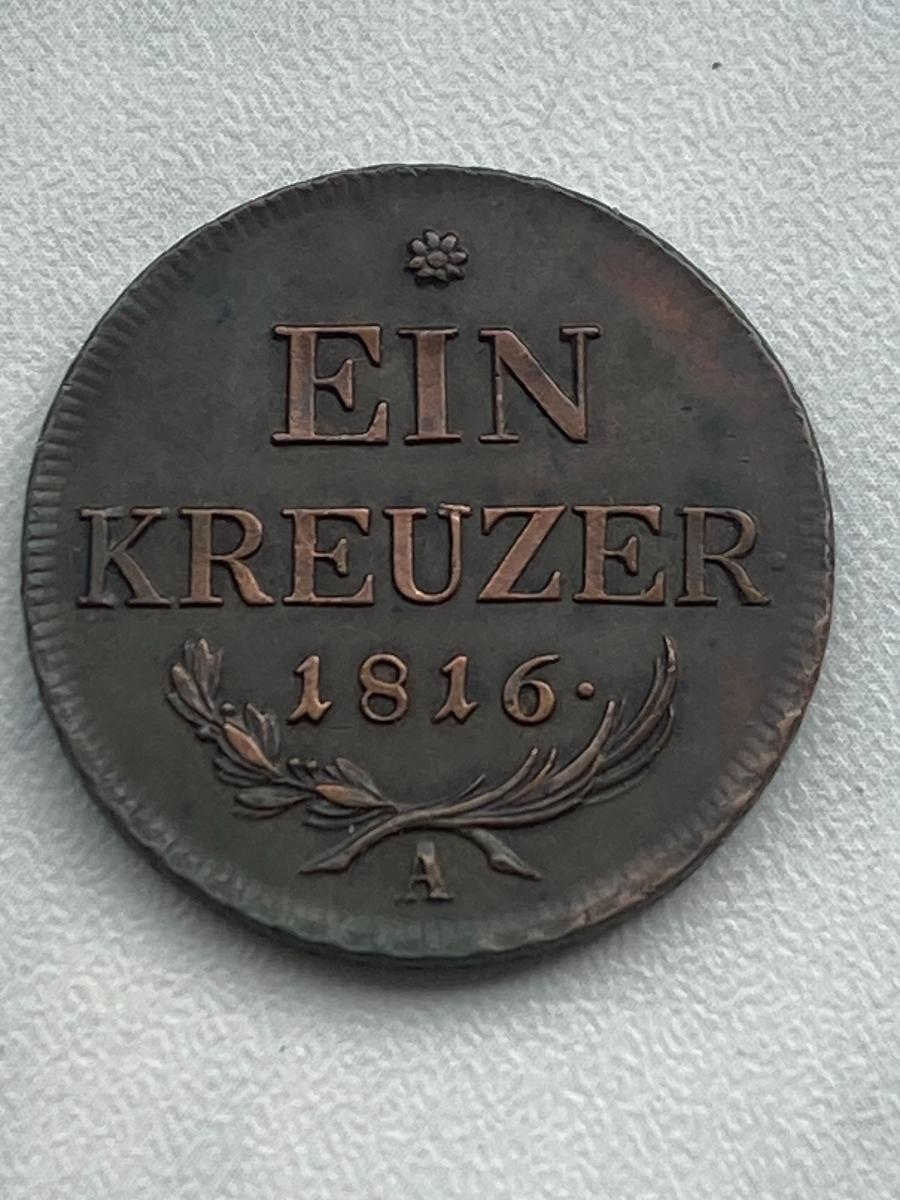 EIN
KREUZER
1816.
A